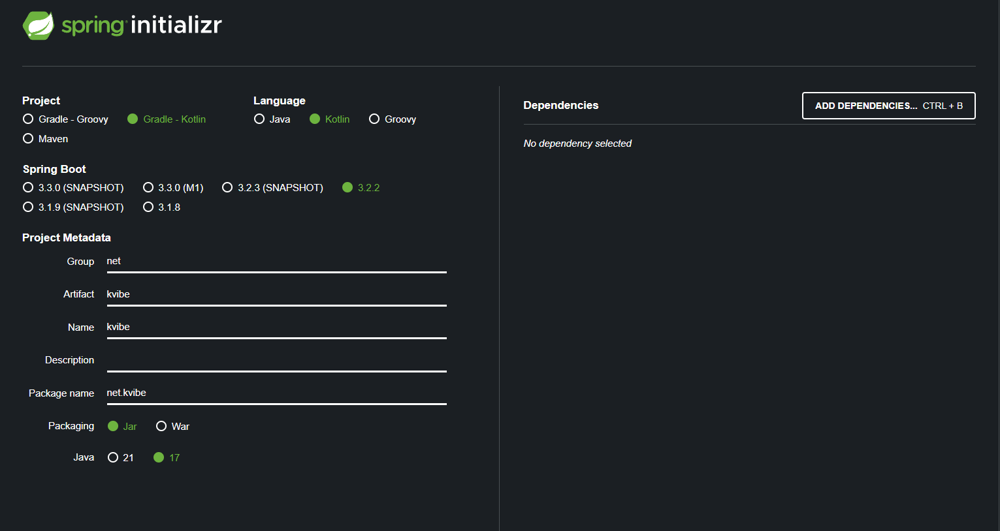 spring initializr
Project
Gradle - Groovy
Gradle - Kotlin
Maven
Language
Java
Kotlin
Groovy
Spring Boot
3.3.0 (SNAPSHOT)
3.3.0 (M1)
3.2.3 (SNAPSHOT)
3.2.2
3.1.9 (SNAPSHOT)
3.1.8
Project Metadata
Group net
Artifact kvibe
Name kvibe
Description
Package name net.kvibe
Packaging Jar War
Java 21 17
Dependencies
ADD DEPENDENCIES... CTRL + B
No dependency selected